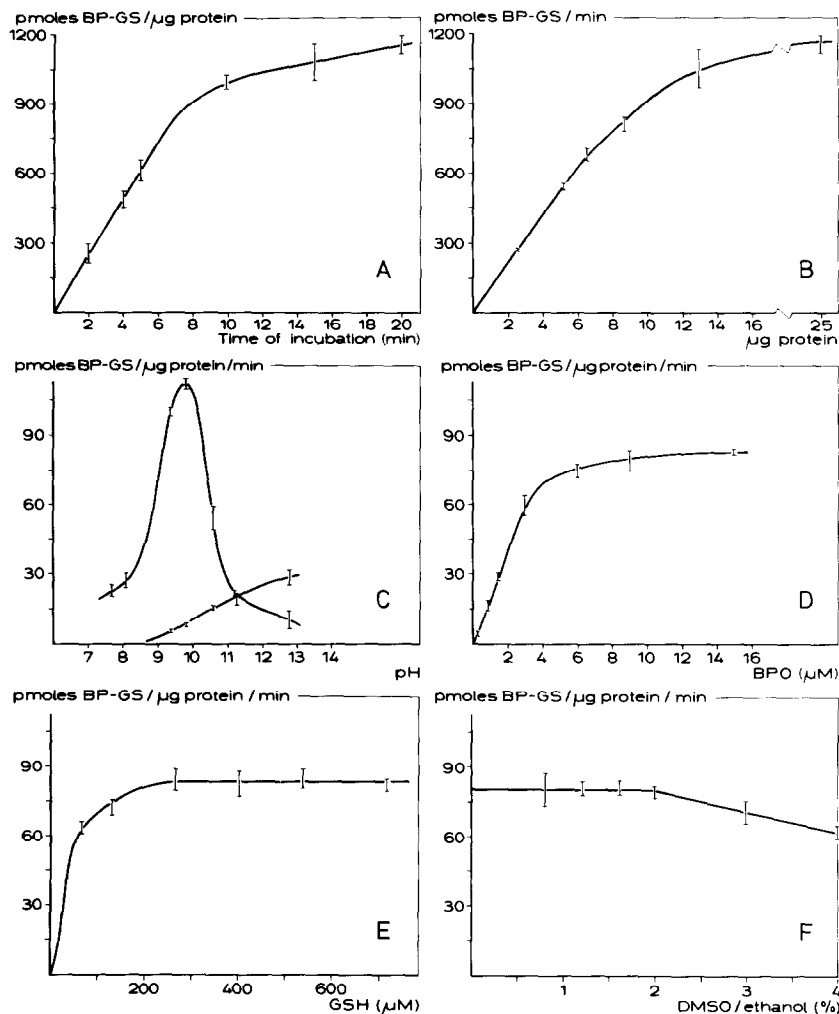 pmoles BP-GS/µg protein
1200
900
600
300
A
2 4 6 8 10 12 14 16 18 20
Time of incubation (min)
pmoles BP-GS/min
1200
900
600
300
B
2 4 6 8 10 12 14 16 25
µg protein
pmoles BP-GS/µg protein/min
90
60
30
C
7 8 9 10 11 12 13 14
pH
pmoles BP-GS/µg protein/min
90
60
30
D
2 4 6 8 10 12 14 16
BPO (µM)
pmoles BP-GS/µg protein / min
90
60
30
E
200 400 600
GSH (µM)
pmoles BP-GS/µg protein / min
90
60
30
F
1 2 3 4
DMSO/ethanol (%)